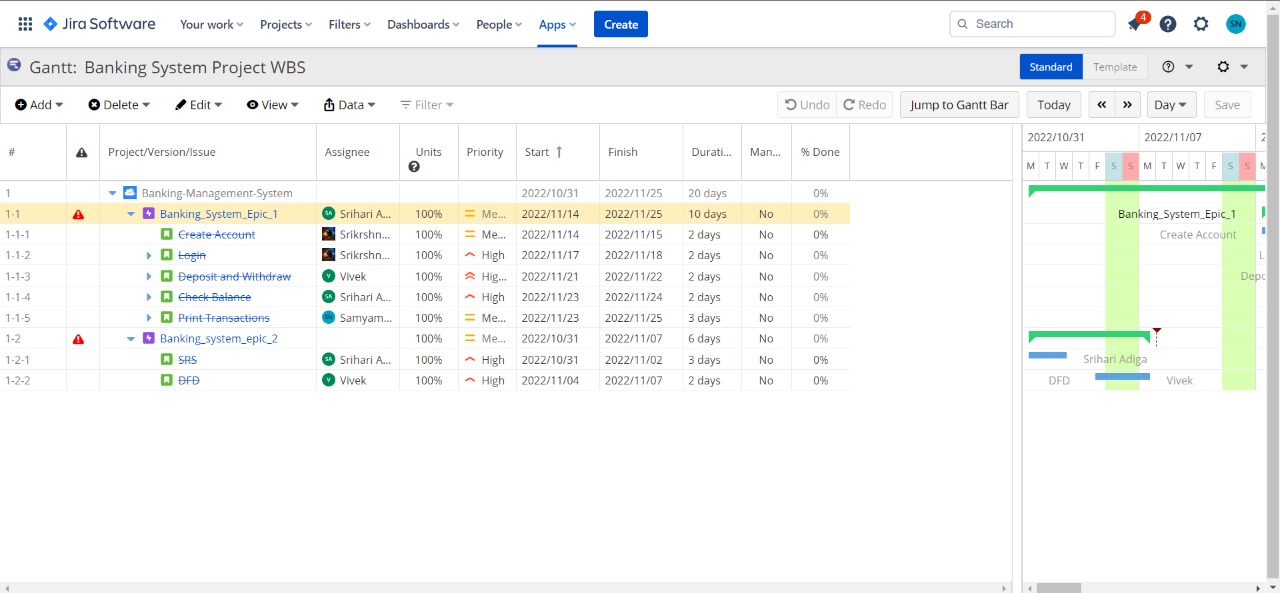 Jira Software Your work Projects Filters Dashboards People Apps Create Search 4 SN
Gantt: Banking System Project WBS Standard Template
Add Delete Edit View Data Filter Undo Redo Jump to Gantt Bar Today « » Day Save
# Project/Version/Issue Assignee Units Priority Start ↑ Finish Durati... Man... % Done 2022/10/31 2022/11/07 2
M T W T F S S M T W T F S S M
1 Banking-Management-System 2022/10/31 2022/11/25 20 days 0%
1-1 Banking_System_Epic_1 SA Srihari A... 100% Me... 2022/11/14 2022/11/25 10 days No 0% Banking_System_Epic_1
1-1-1 Create Account Srikrshn... 100% Me... 2022/11/14 2022/11/15 2 days No 0% Create Account
1-1-2 Login Srikrshn... 100% High 2022/11/17 2022/11/18 2 days No 0% L
1-1-3 Deposit and Withdraw V Vivek 100% Hig... 2022/11/21 2022/11/22 2 days No 0% Depo
1-1-4 Check Balance SA Srihari A... 100% High 2022/11/23 2022/11/24 2 days No 0%
1-1-5 Print Transactions SN Samyam... 100% Me... 2022/11/23 2022/11/25 3 days No 0%
1-2 Banking_system_epic_2 100% Me... 2022/10/31 2022/11/07 6 days No 0%
1-2-1 SRS SA Srihari A... 100% High 2022/10/31 2022/11/02 3 days No 0% Srihari Adiga
1-2-2 DFD V Vivek 100% High 2022/11/04 2022/11/07 2 days No 0% DFD Vivek